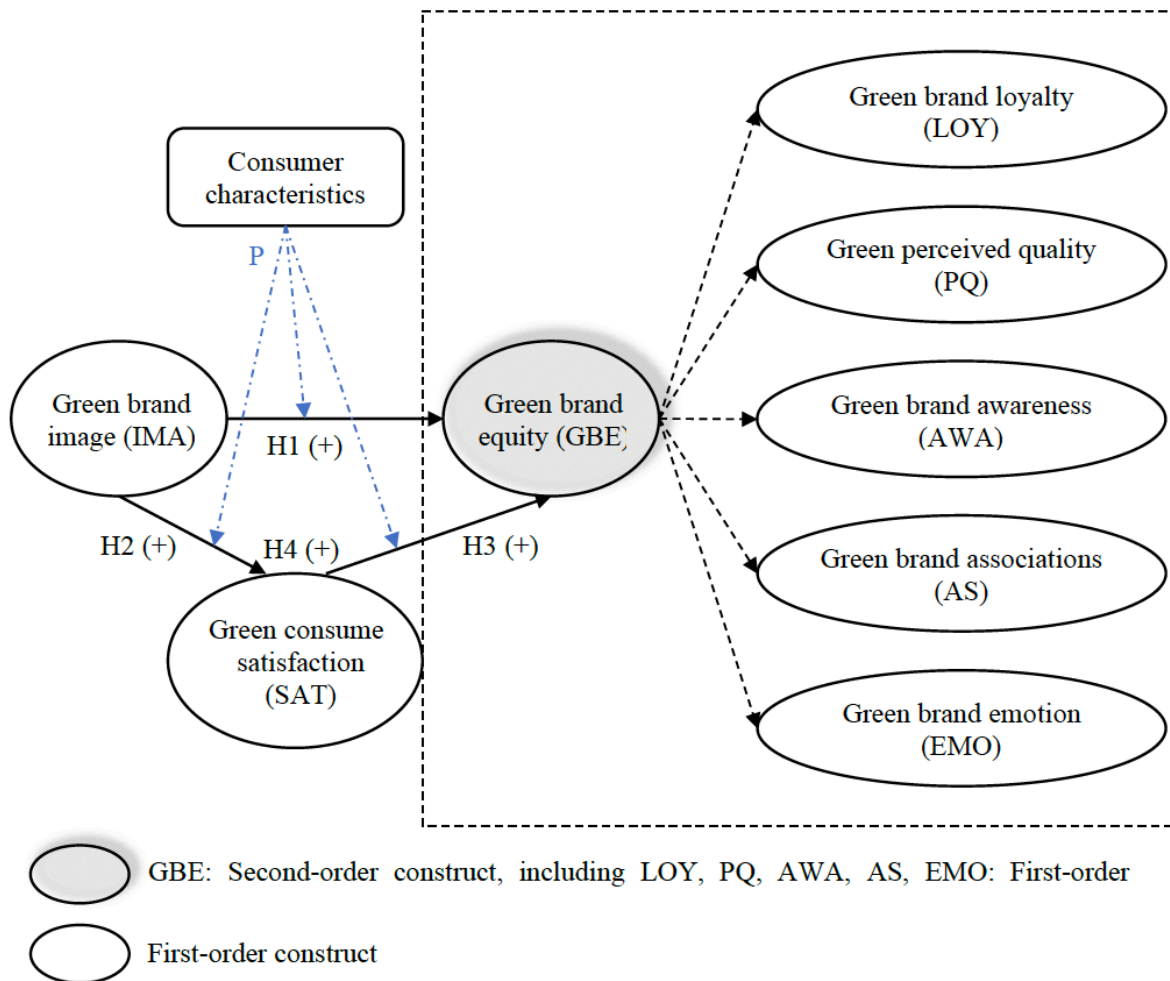 Green brand loyalty
(LOY)
Consumer
characteristics
P
Green perceived quality
(PQ)
Green brand
image (IMA)
H1 (+)
Green brand
equity (GBE)
Green brand awareness
(AWA)
H2 (+)
H4 (+)
H3 (+)
Green brand associations
(AS)
Green consume
satisfaction
(SAT)
Green brand emotion
(EMO)
GBE: Second-order construct, including LOY, PQ, AWA, AS, EMO: First-order
First-order construct